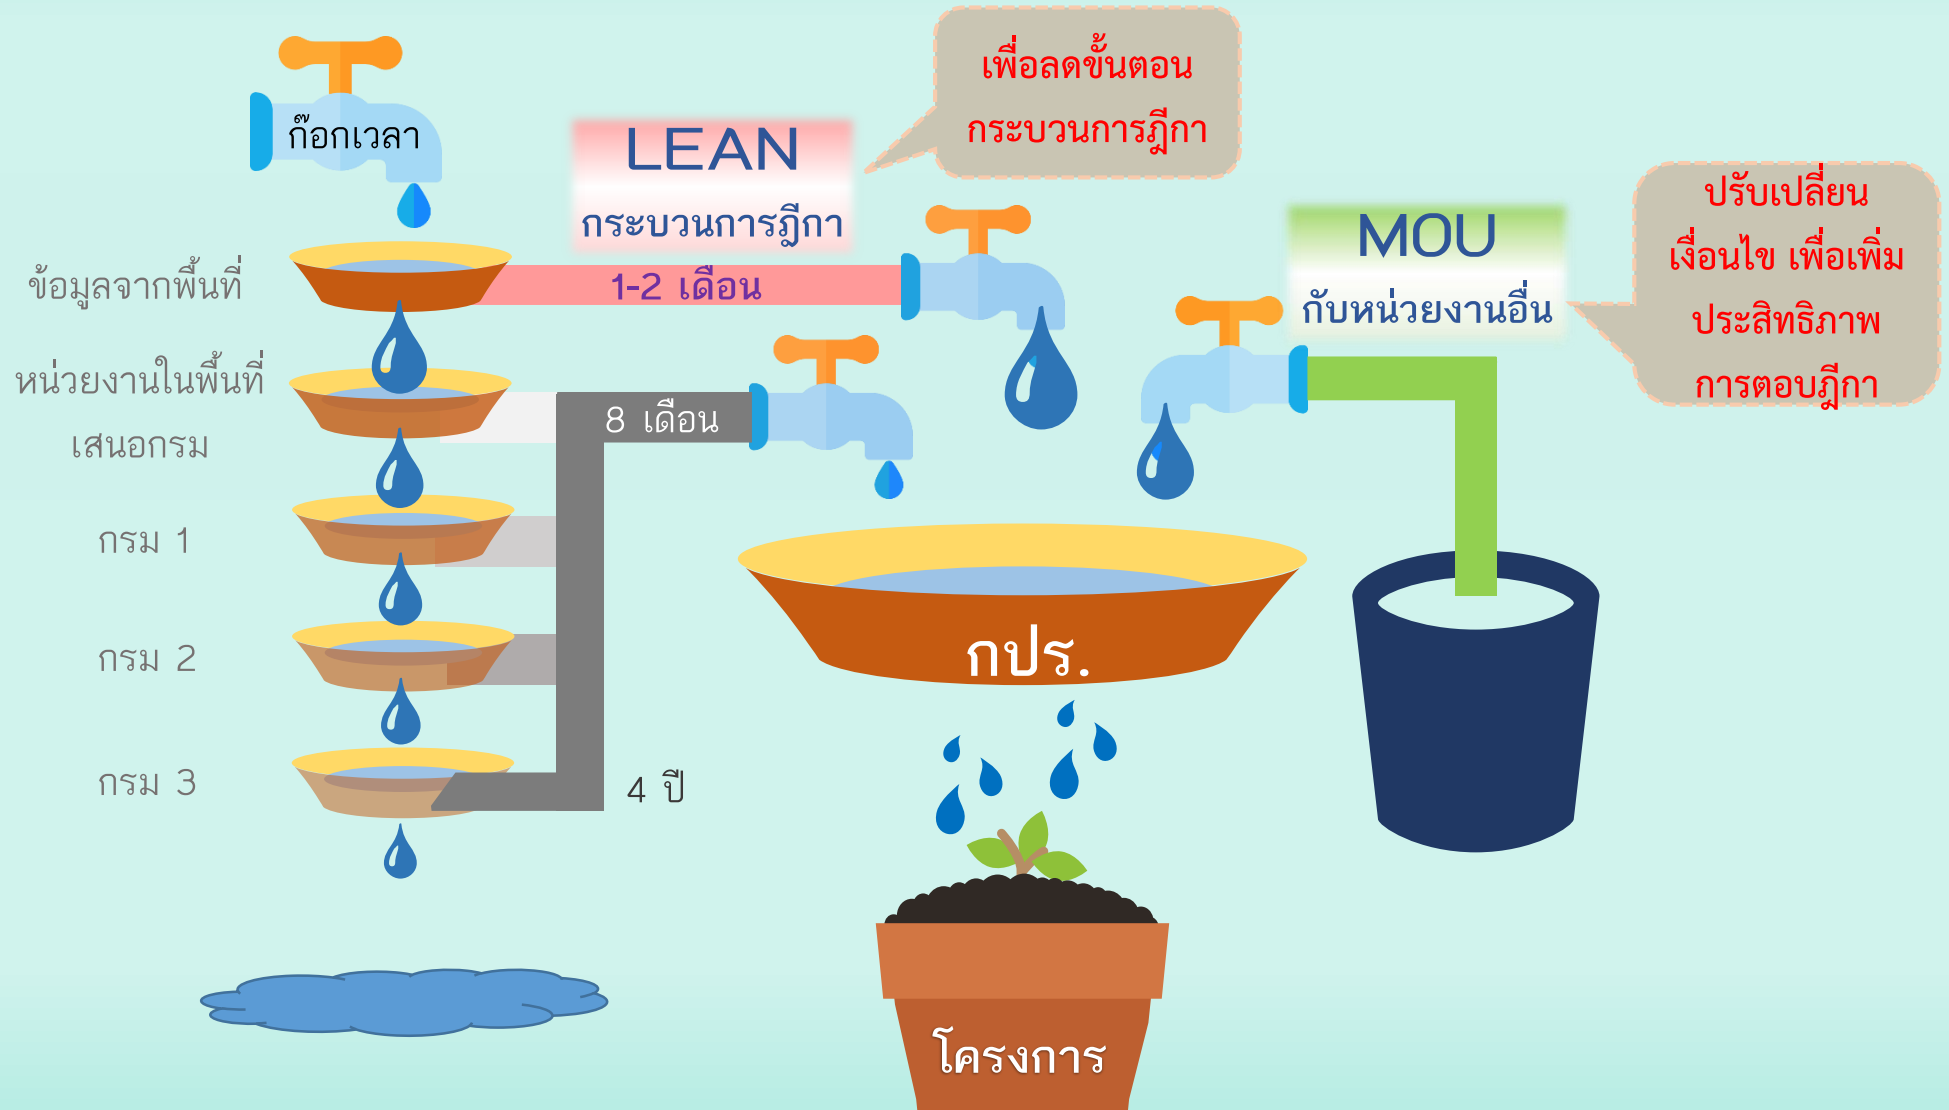 ก๊อกเวลา
ข้อมูลจากพื้นที่
หน่วยงานในพื้นที่
เสนอกรม
กรม 1
กรม 2
กรม 3
LEAN
กระบวนการฎีกา
1-2 เดือน
8 เดือน
4 ปี
เพื่อลดขั้นตอน
กระบวนการฎีกา
MOU
กับหน่วยงานอื่น
ปรับเปลี่ยน
เงื่อนไข เพื่อเพิ่ม
ประสิทธิภาพ
การตอบฎีกา
กปร.
โครงการ